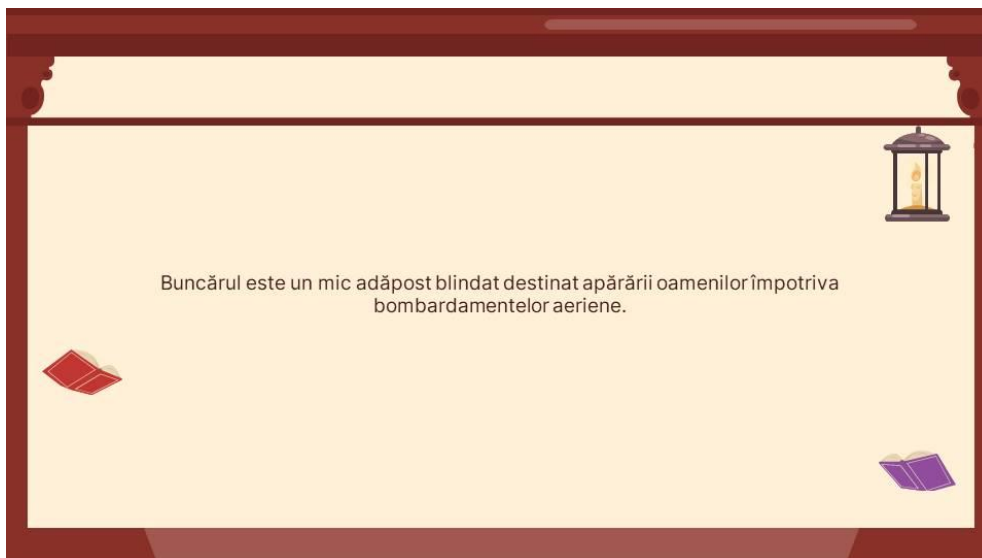 Buncărul este un mic adăpost blindat destinat apărării oamenilor împotriva
bombardamentelor aeriene.